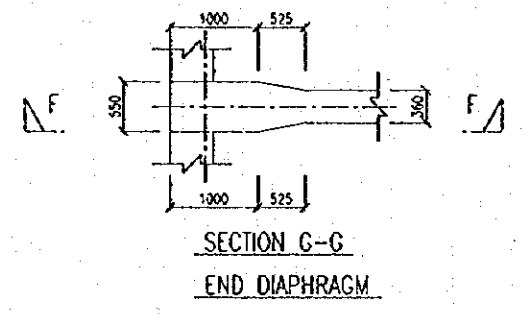 1000 525
550
F
360
F
1000 525
SECTION G-G
END DIAPHRAGM